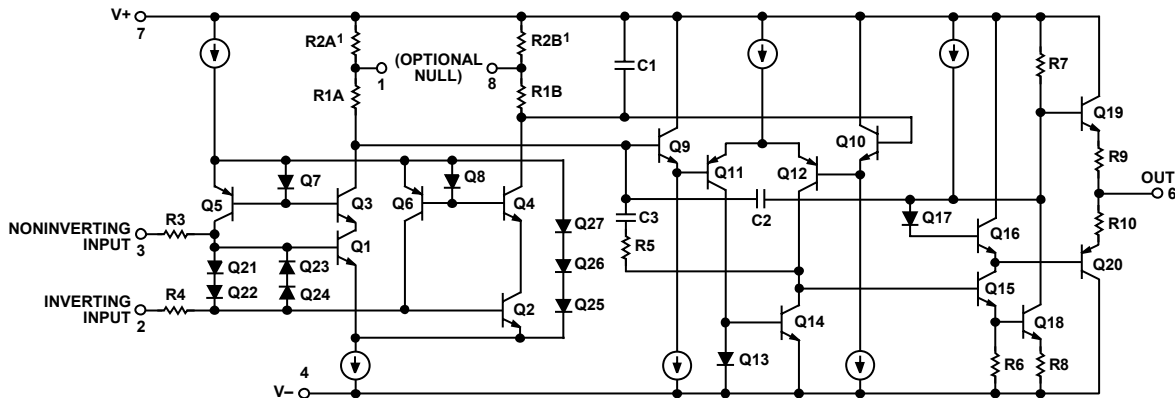 V+
7
R2A1
R2B1
(OPTIONAL
NULL)
1
8
R1A
R1B
C1
R7
Q19
Q9
Q10
Q11
Q12
R9
OUT
6
Q7
Q8
Q5
Q3
Q6
Q4
Q27
C3
C2
Q17
Q16
R10
R3
NONINVERTING
INPUT
3
Q1
R5
Q21
Q23
Q26
Q20
Q22
Q24
Q25
Q15
R4
INVERTING
INPUT
2
Q2
Q14
Q18
Q13
R6
R8
4
V–